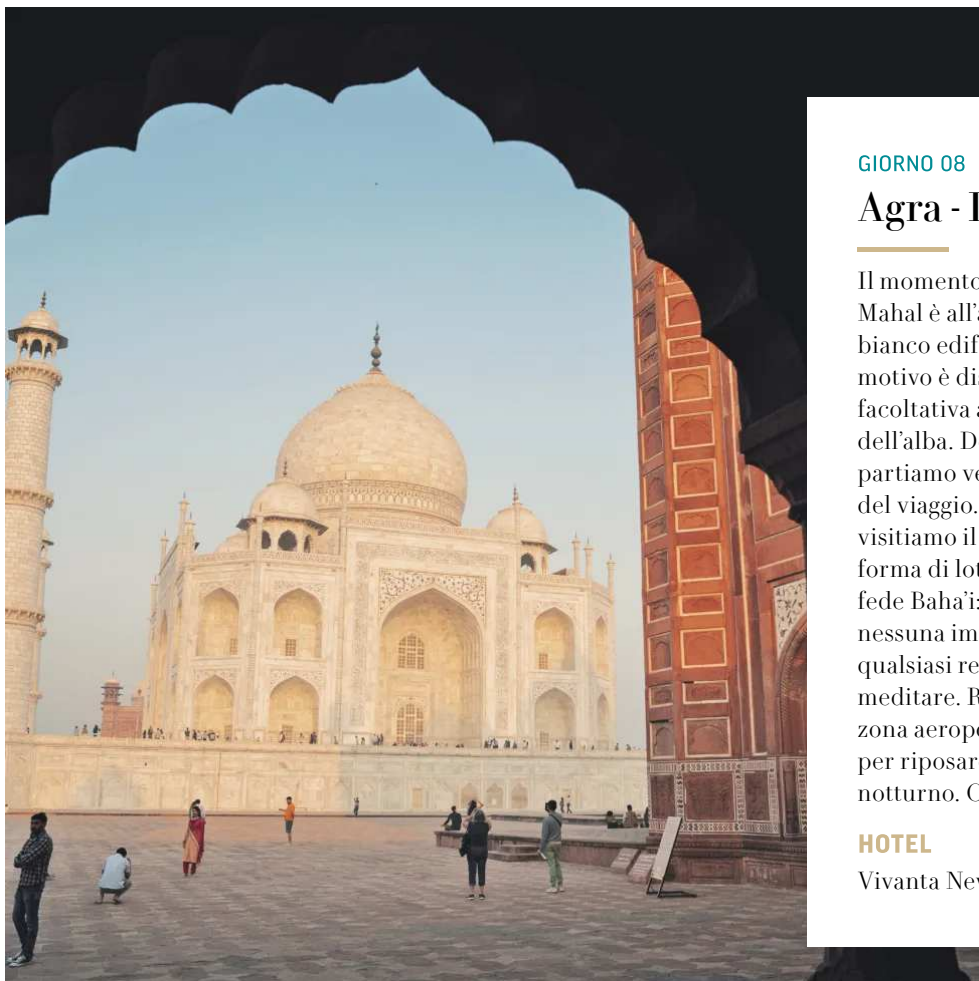 GIORNO 08
Agra -
Il momento
Mahal è all'a
bianco edif
motivo è di
facoltativa a
dell'alba. D
partiamo ve
del viaggio.
visitiamo il
forma di lot
fede Baha'i:
nessuna im
qualsiasi re
meditare. R
zona aerop
per riposar
notturno. C
HOTEL
Vivanta Ne